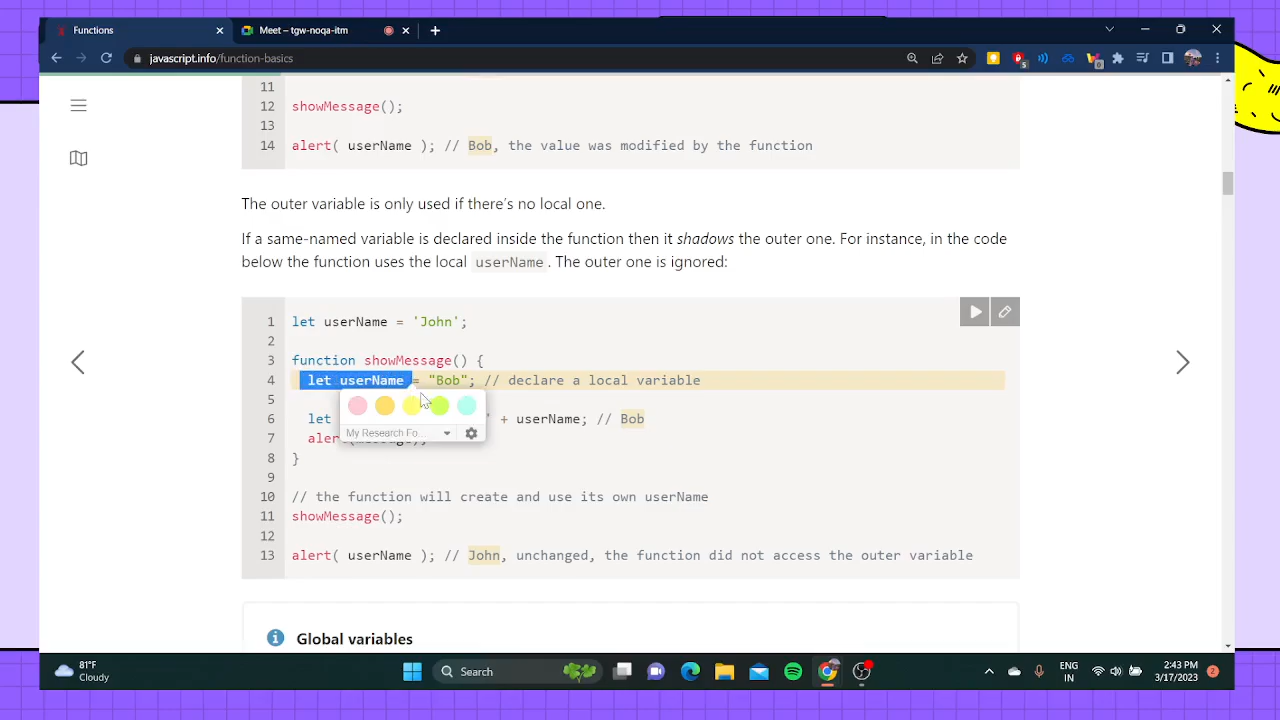 Functions
Meet – tgw-noqa-itm
javascript.info/function-basics
11
12 showMessage();
13
14 alert( userName ); // Bob, the value was modified by the function
The outer variable is only used if there's no local one.
If a same-named variable is declared inside the function then it shadows the outer one. For instance, in the code
below the function uses the local userName. The outer one is ignored:
1 let userName = 'John';
2
3 function showMessage() {
4 let userName = "Bob"; // declare a local variable
5
6 let " + userName; // Bob
7
8 }
My Research Fo...
9
10 // the function will create and use its own userName
11 showMessage();
12
13 alert( userName ); // John, unchanged, the function did not access the outer variable
Global variables
81°F
Cloudy
Search
ENG
IN
2:43 PM
3/17/2023
2